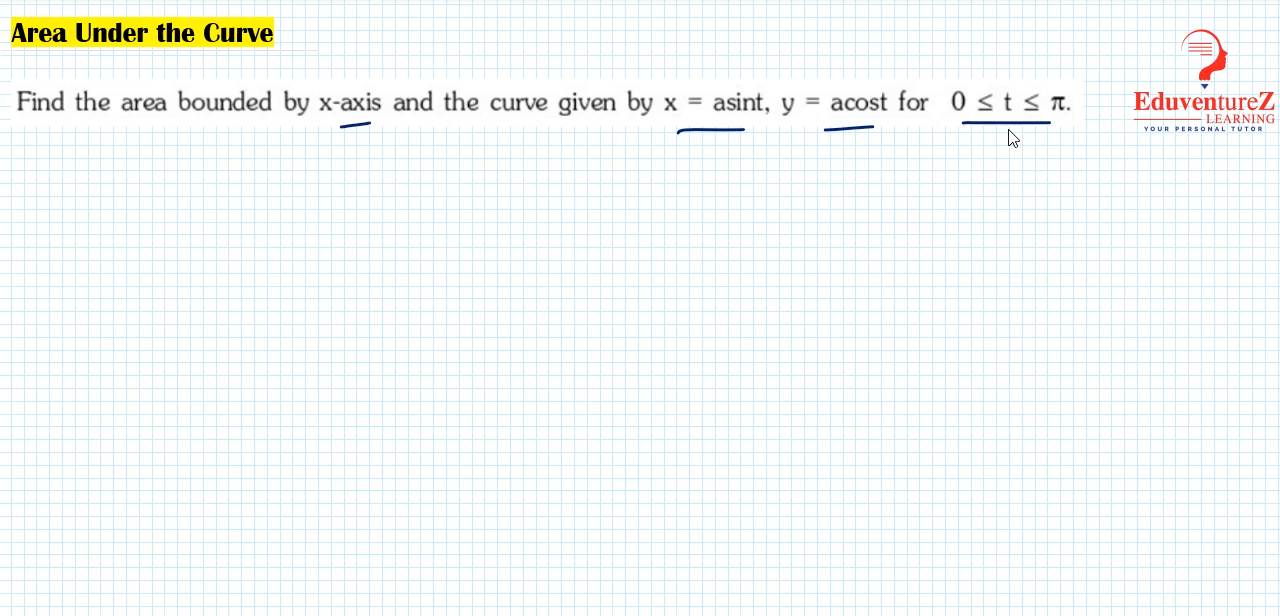 Area Under the Curve
Find the area bounded by x-axis and the curve given by x = asint, y = acost for 0 ≤ t ≤ π.
EduventureZ
LEARNING
YOUR PERSONAL TUTOR